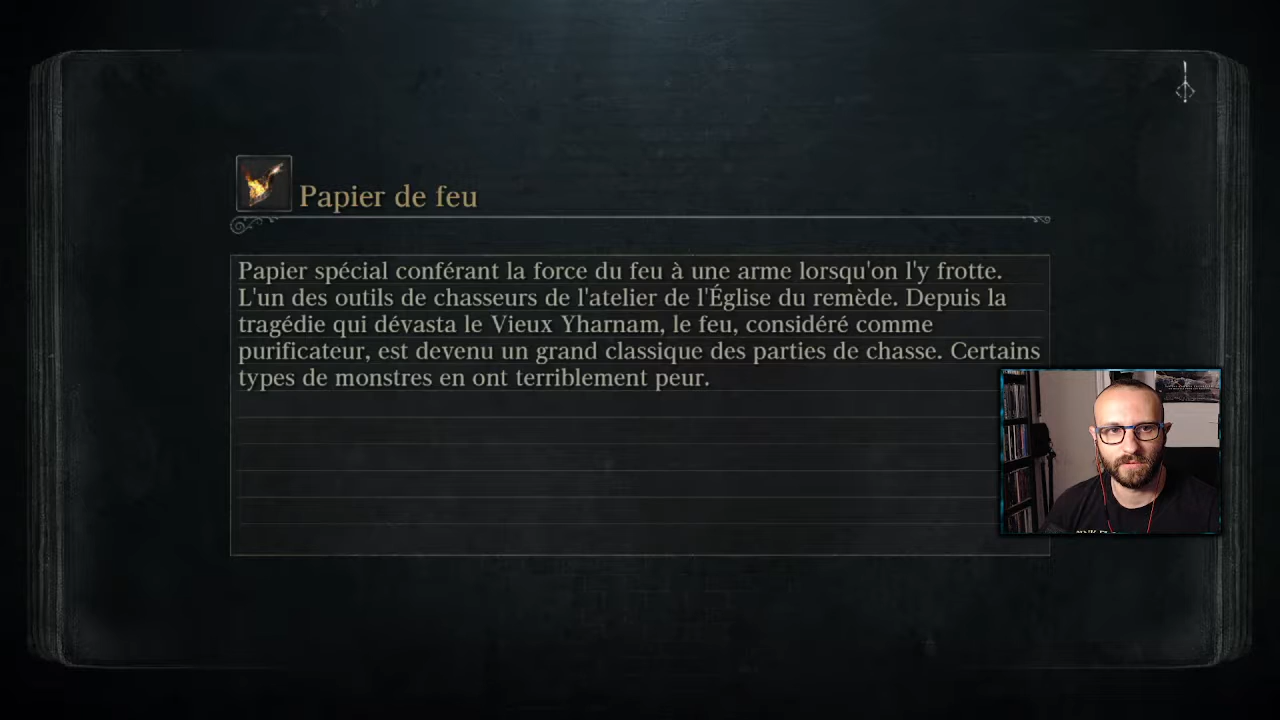 Papier de feu
Papier spécial conférant la force du feu à une arme lorsqu'on l'y frotte.
L'un des outils de chasseurs de l'atelier de l'Église du remède. Depuis la
tragédie qui dévasta le Vieux Yharnam, le feu, considéré comme
purificateur, est devenu un grand classique des parties de chasse. Certains
types de monstres en ont terriblement peur.